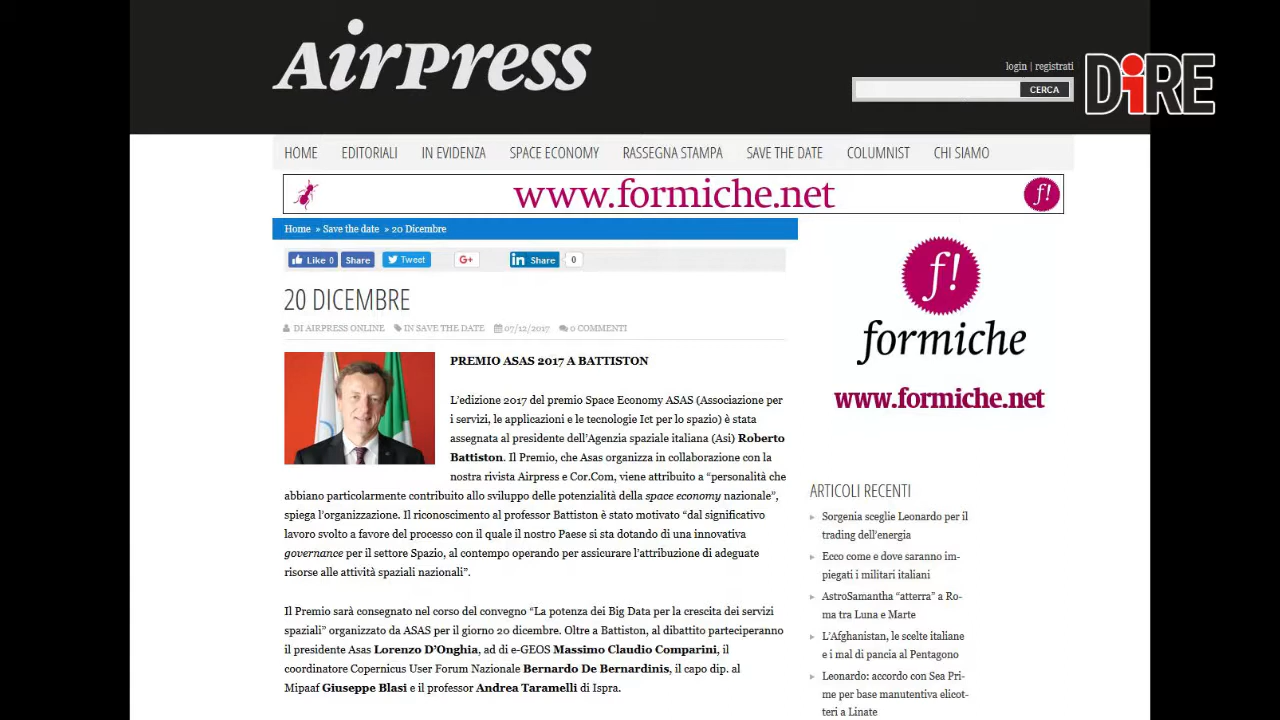 AirPress
login | registrati
CERCA
DiRE
HOME EDITORIALI IN EVIDENZA SPACE ECONOMY RASSEGNA STAMPA SAVE THE DATE COLUMNIST CHI SIAMO
www.formiche.net
f!
Home » Save the date » 20 Dicembre
Like 0 Share Tweet G+ in Share 0
20 DICEMBRE
DI AIRPRESS ONLINE IN SAVE THE DATE 07/12/2017 0 COMMENTI
PREMIO ASAS 2017 A BATTISTON
L'edizione 2017 del premio Space Economy ASAS (Associazione per
i servizi, le applicazioni e le tecnologie Ict per lo spazio) è stata
assegnata al presidente dell'Agenzia spaziale italiana (Asi) Roberto
Battiston. Il Premio, che Asas organizza in collaborazione con la
nostra rivista Airpress e Cor.Com, viene attribuito a “personalità che
abbiano particolarmente contribuito allo sviluppo delle potenzialità della space economy nazionale”,
spiega l'organizzazione. Il riconoscimento al professor Battiston è stato motivato “dal significativo
lavoro svolto a favore del processo con il quale il nostro Paese si sta dotando di una innovativa
governance per il settore Spazio, al contempo operando per assicurare l'attribuzione di adeguate
risorse alle attività spaziali nazionali”.
Il Premio sarà consegnato nel corso del convegno “La potenza dei Big Data per la crescita dei servizi
spaziali” organizzato da ASAS per il giorno 20 dicembre. Oltre a Battiston, al dibattito parteciperanno
il presidente Asas Lorenzo D'Onghia, ad di e-GEOS Massimo Claudio Comparini, il
coordinatore Copernicus User Forum Nazionale Bernardo De Bernardinis, il capo dip. al
Mipaaf Giuseppe Blasi e il professor Andrea Taramelli di Ispra.
f!
formiche
www.formiche.net
ARTICOLI RECENTI
Sorgenia sceglie Leonardo per il
trading dell'energia
Ecco come e dove saranno im-
piegati i militari italiani
AstroSamantha “atterra” a Ro-
ma tra Luna e Marte
L'Afghanistan, le scelte italiane
e i mal di pancia al Pentagono
Leonardo: accordo con Sea Pri-
me per base manutentiva elicot-
teri a Linate